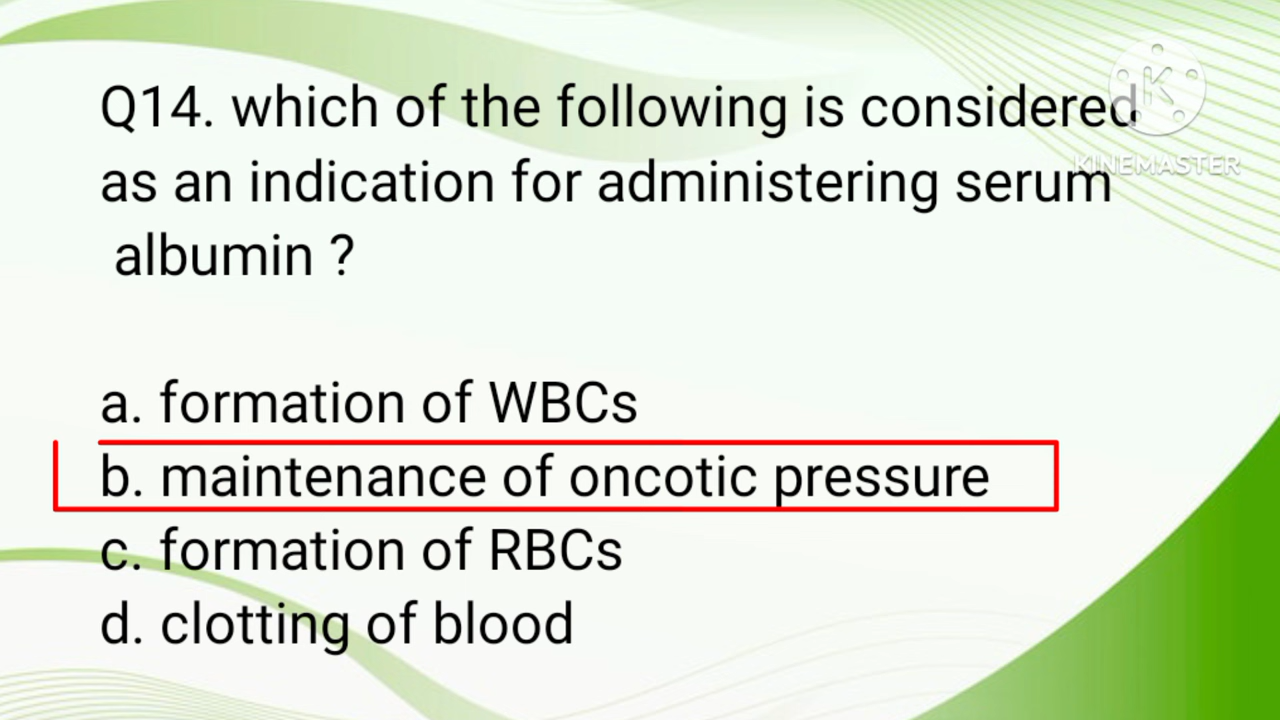 Q14. which of the following is considered
as an indication for administering serum
albumin ?
a. formation of WBCs
b. maintenance of oncotic pressure
c. formation of RBCs
d. clotting of blood
K
KINEMASTER